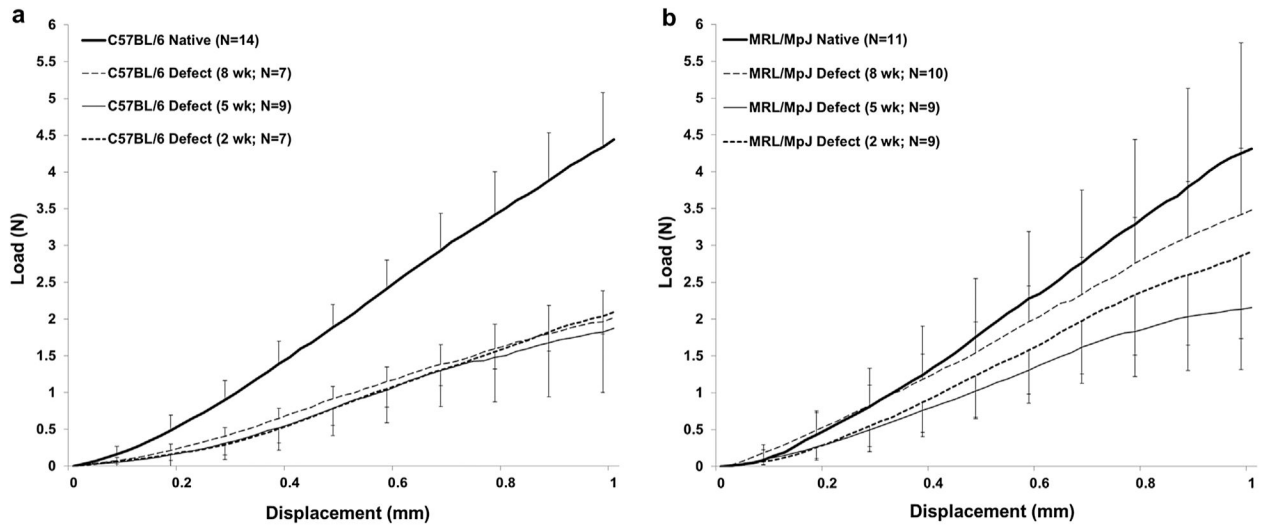 a
6
5.5
5
4.5
4
3.5
3
2.5
2
1.5
1
0.5
0
Load (N)
C57BL/6 Native (N=14)
C57BL/6 Defect (8 wk; N=7)
C57BL/6 Defect (5 wk; N=9)
C57BL/6 Defect (2 wk; N=7)
0 0.2 0.4 0.6 0.8 1
Displacement (mm)
b
6
5.5
5
4.5
4
3.5
3
2.5
2
1.5
1
0.5
0
Load (N)
MRL/MpJ Native (N=11)
MRL/MpJ Defect (8 wk; N=10)
MRL/MpJ Defect (5 wk; N=9)
MRL/MpJ Defect (2 wk; N=9)
0 0.2 0.4 0.6 0.8 1
Displacement (mm)